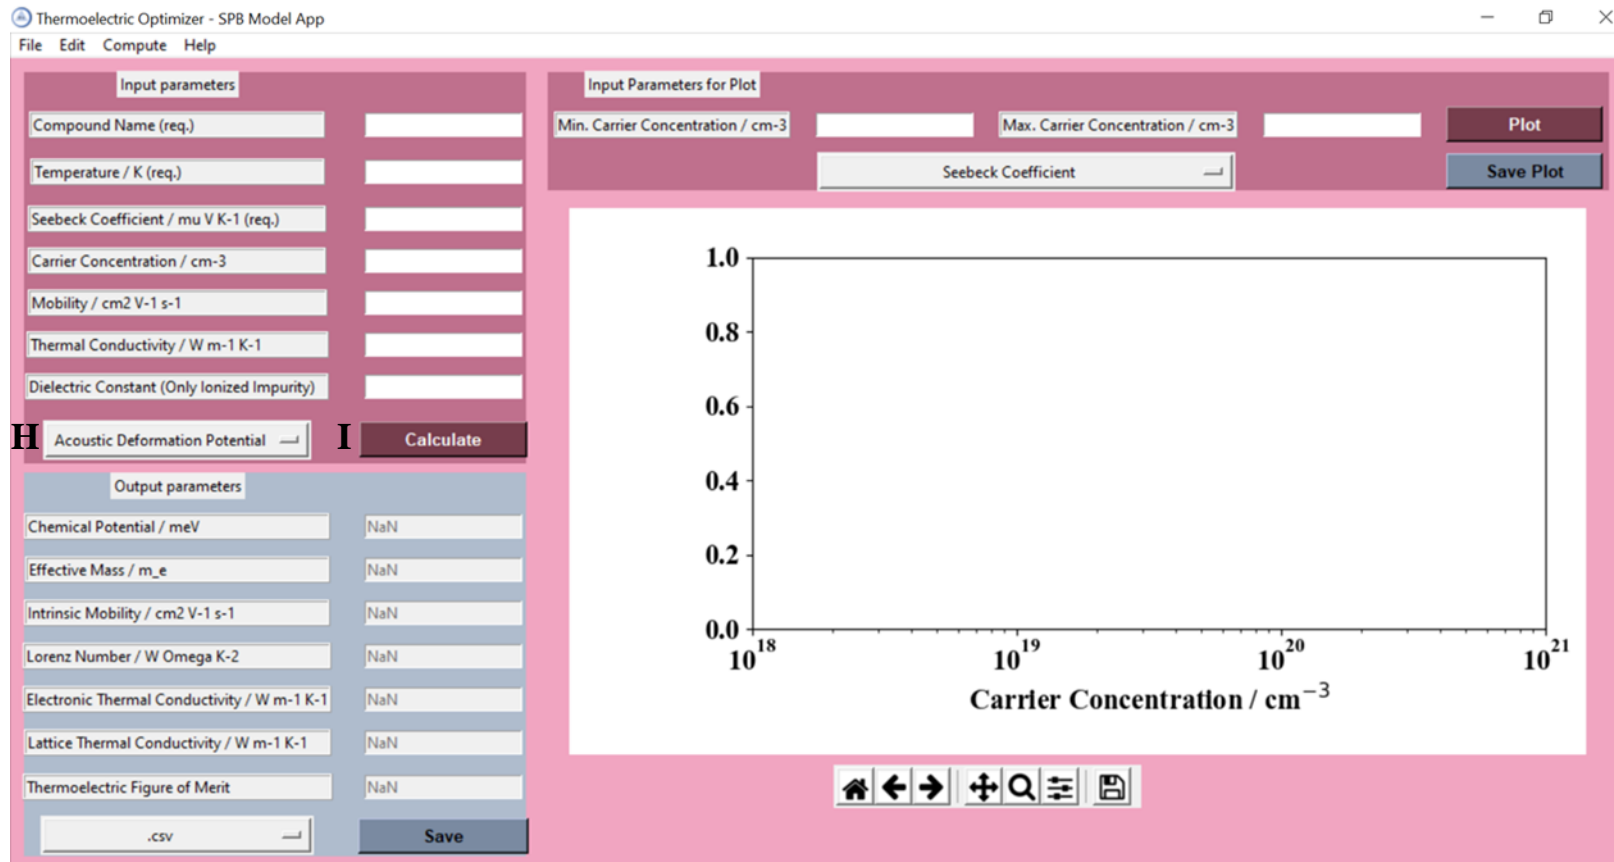 Thermoelectric Optimizer - SPB Model App
File Edit Compute Help
Input parameters
Compound Name (req.)
Temperature / K (req.)
Seebeck Coefficient / mu V K-1 (req.)
Carrier Concentration / cm-3
Mobility / cm2 V-1 s-1
Thermal Conductivity / W m-1 K-1
Dielectric Constant (Only Ionized Impurity)
H Acoustic Deformation Potential I Calculate
Output parameters
Chemical Potential / meV NaN
Effective Mass / m_e NaN
Intrinsic Mobility / cm2 V-1 s-1 NaN
Lorenz Number / W Omega K-2 NaN
Electronic Thermal Conductivity / W m-1 K-1 NaN
Lattice Thermal Conductivity / W m-1 K-1 NaN
Thermoelectric Figure of Merit NaN
.csv Save
Input Parameters for Plot
Min. Carrier Concentration / cm-3 Max. Carrier Concentration / cm-3 Plot
Seebeck Coefficient Save Plot
1.0
0.8
0.6
0.4
0.2
0.0
10^18 10^19 10^20 10^21
Carrier Concentration / cm^−3